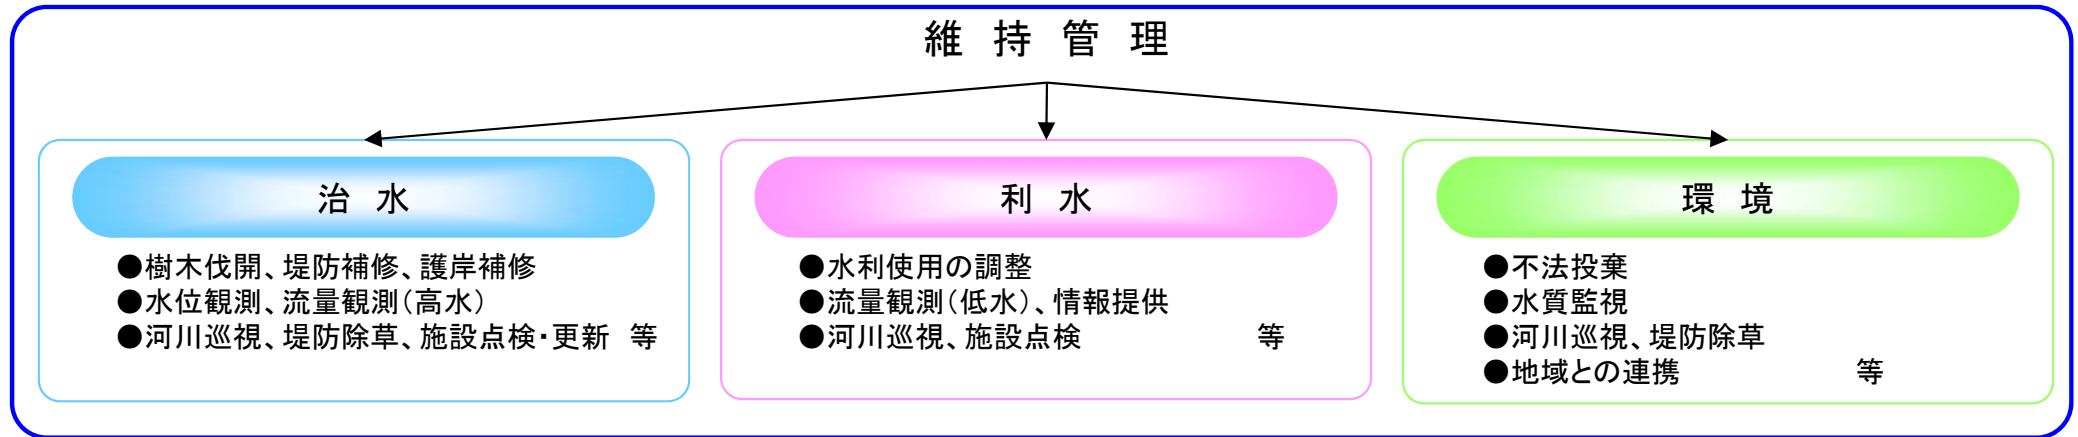 維 持 管 理
治 水
●樹木伐開、堤防補修、護岸補修
●水位観測、流量観測(高水)
●河川巡視、堤防除草、施設点検・更新 等
利 水
●水利使用の調整
●流量観測(低水)、情報提供
●河川巡視、施設点検 等
環 境
●不法投棄
●水質監視
●河川巡視、堤防除草
●地域との連携 等